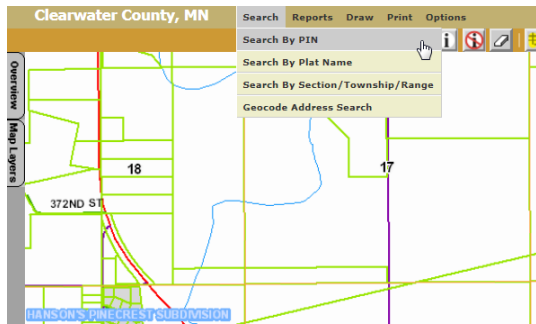 Clearwater County, MN
Search Reports Draw Print Options
Search By PIN
Search By Plat Name
Search By Section/Township/Range
Geocode Address Search
Overview
Map Layers
18
17
372ND ST
HANSON'S PINECREST SUBDIVISION